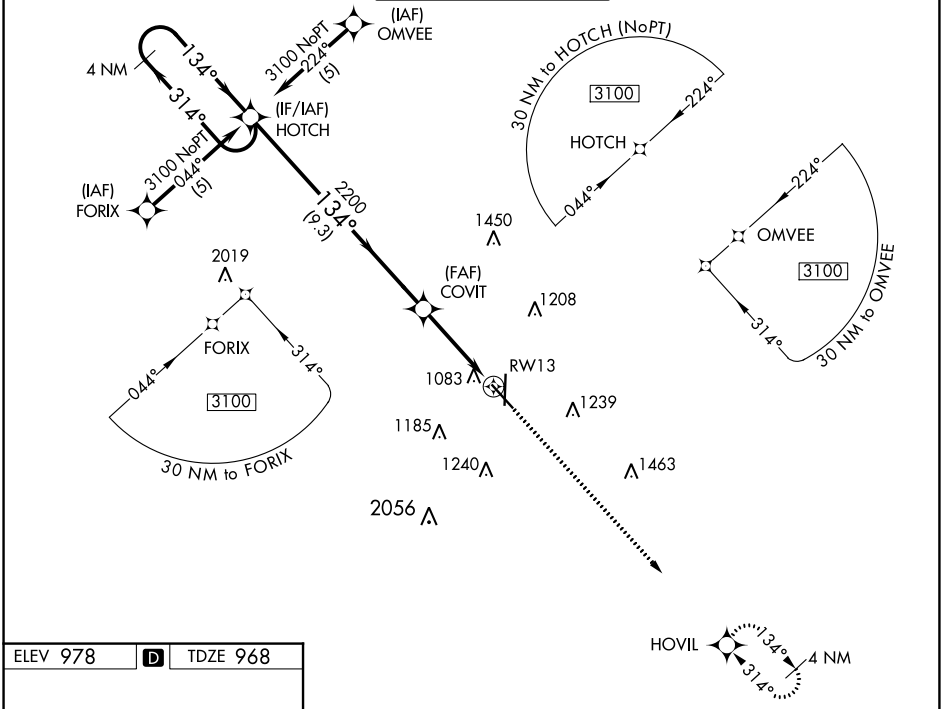 (IAF)
OMVEE
3100 NoPT
224°
(5)
4 NM
134°
314°
(IF/IAF)
HOTCH
3100 NoPT
044°
(5)
(IAF)
FORIX
2200
134°
(9.3)
30 NM to HOTCH (NoPT)
3100
224°
HOTCH
044°
224°
OMVEE
3100
314°
30 NM to OMVEE
1450
2019
(FAF)
COVIT
1208
FORIX
044°
314°
3100
30 NM to FORIX
RW13
1083
1239
1185
1240
1463
2056
HOVIL
134°
4 NM
314°
ELEV 978 D TDZE 968